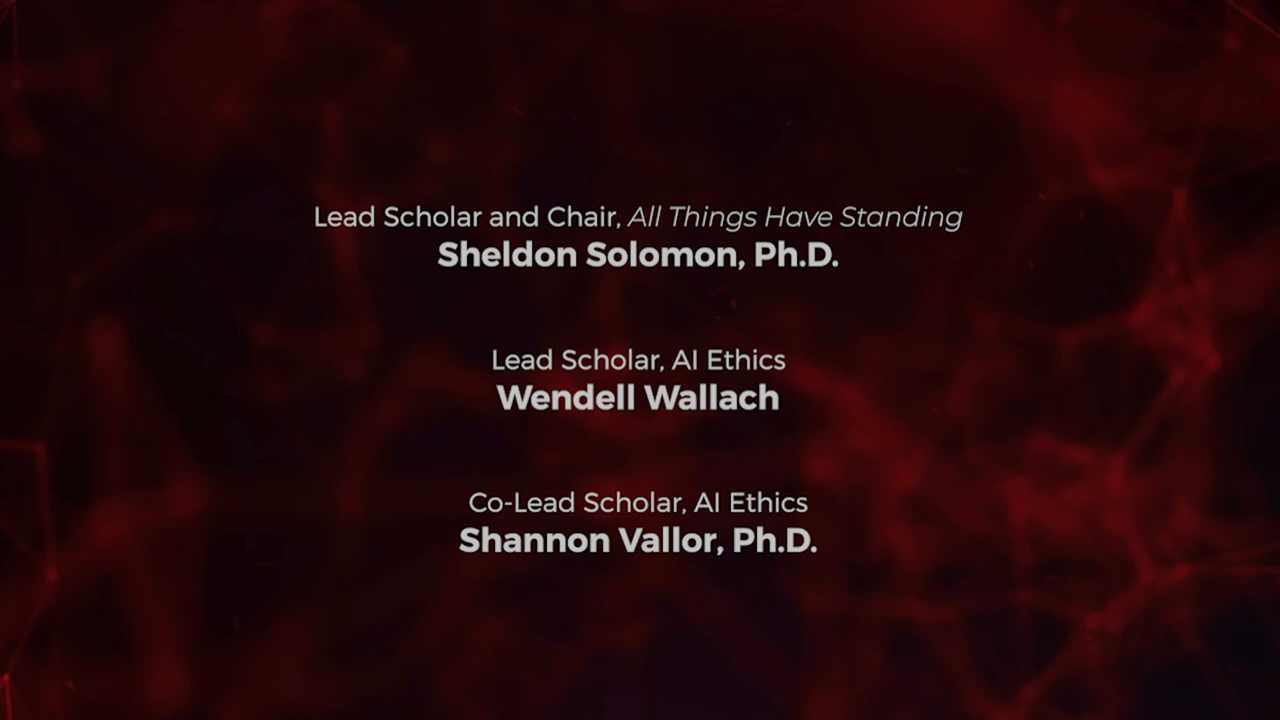 Lead Scholar and Chair, All Things Have Standing
Sheldon Solomon, Ph.D.
Lead Scholar, AI Ethics
Wendell Wallach
Co-Lead Scholar, AI Ethics
Shannon Vallor, Ph.D.